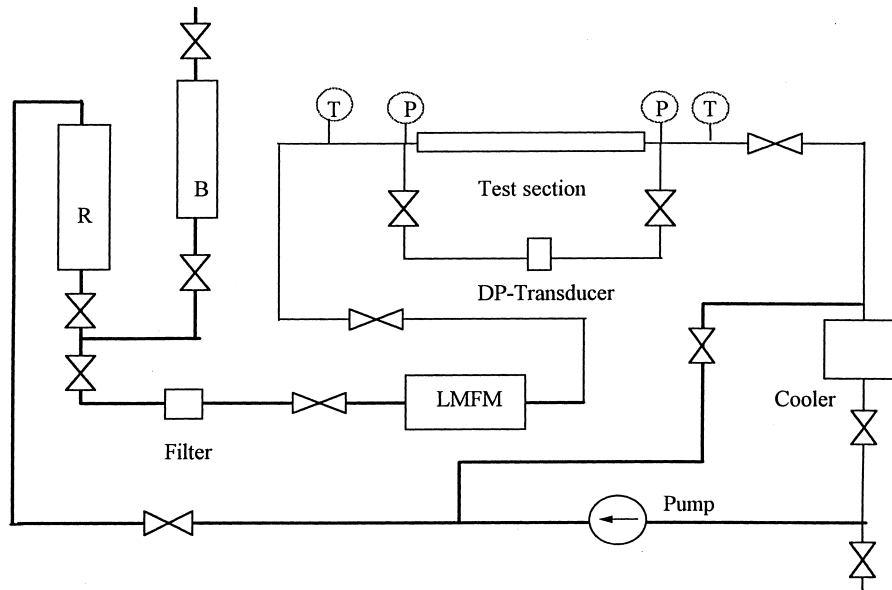 T
P
P
T
B
R
Test section
DP-Transducer
LMFM
Cooler
Filter
Pump